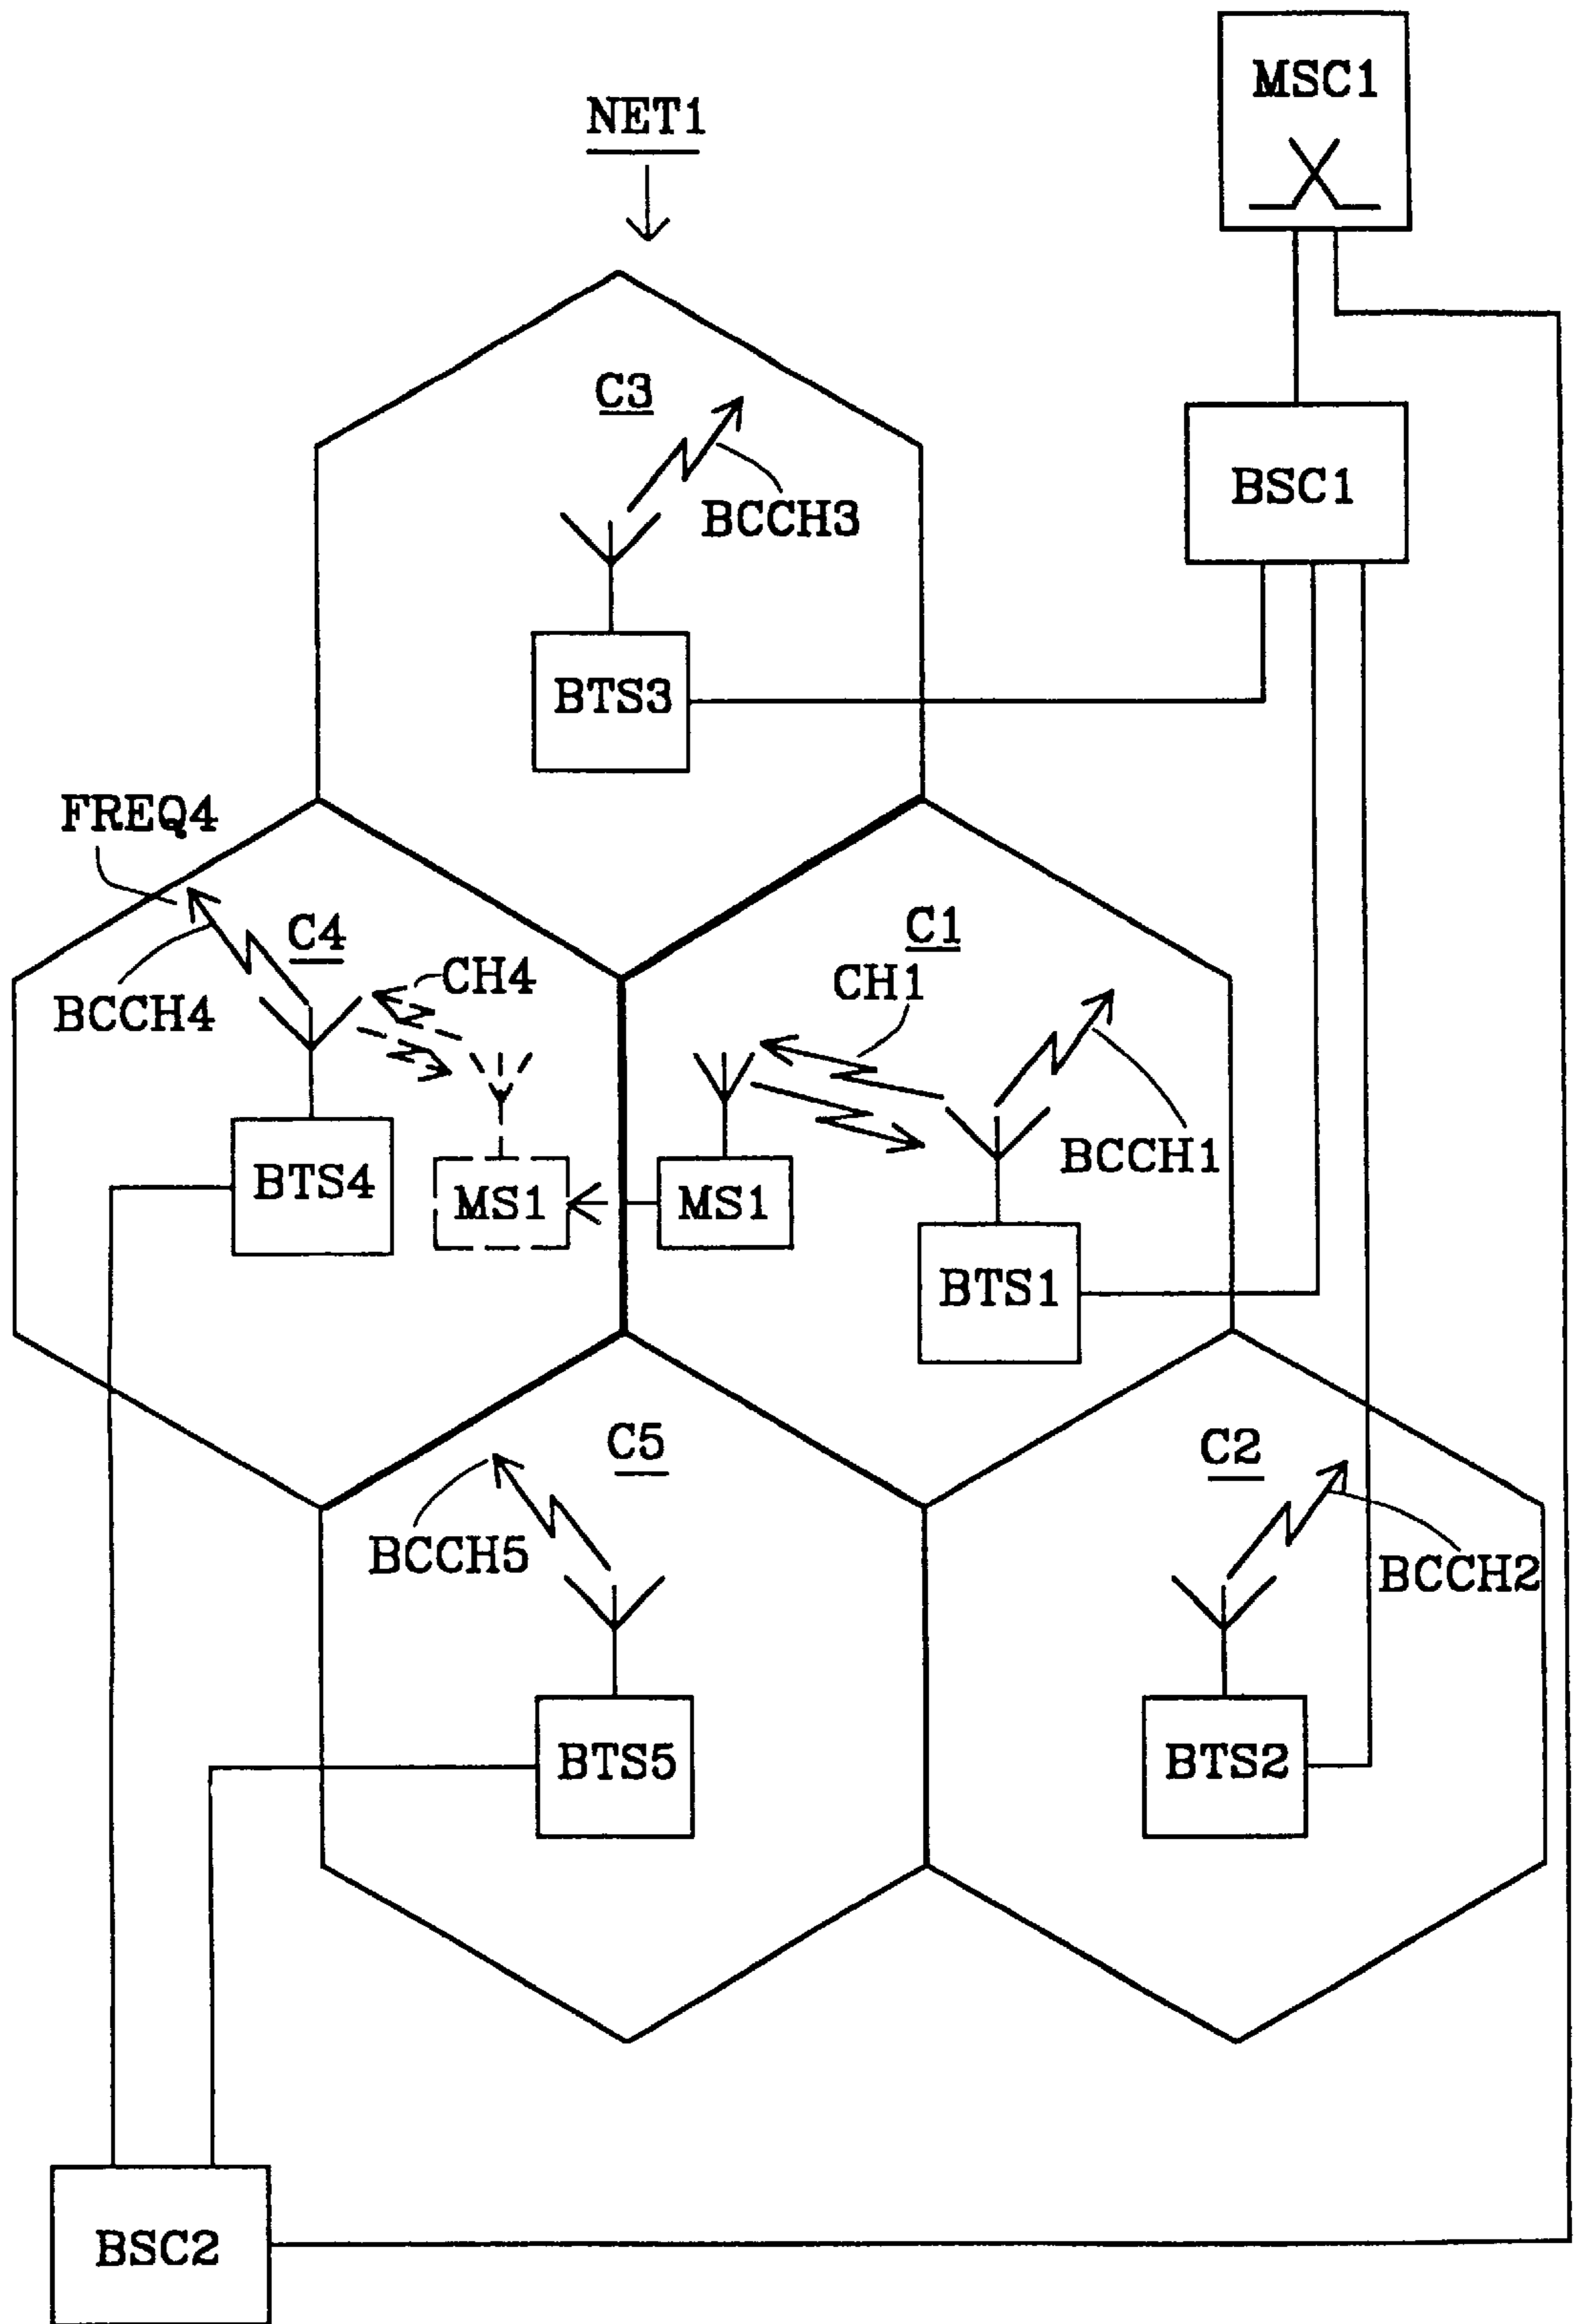 MSC1
NET1
C3
BSC1
BCCH3
BTS3
FREQ4
C4
C1
CH4
CH1
BCCH4
BCCH1
BTS4
MS1
MS1
BTS1
C5
C2
BCCH5
BCCH2
BTS5
BTS2
BSC2